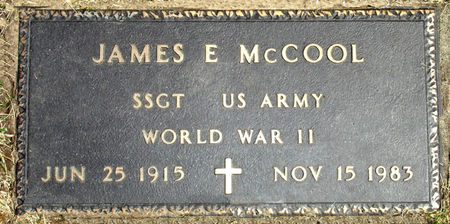 JAMES E McCOOL
SSGT US ARMY
WORLD WAR II
JUN 25 1915 NOV 15 1983